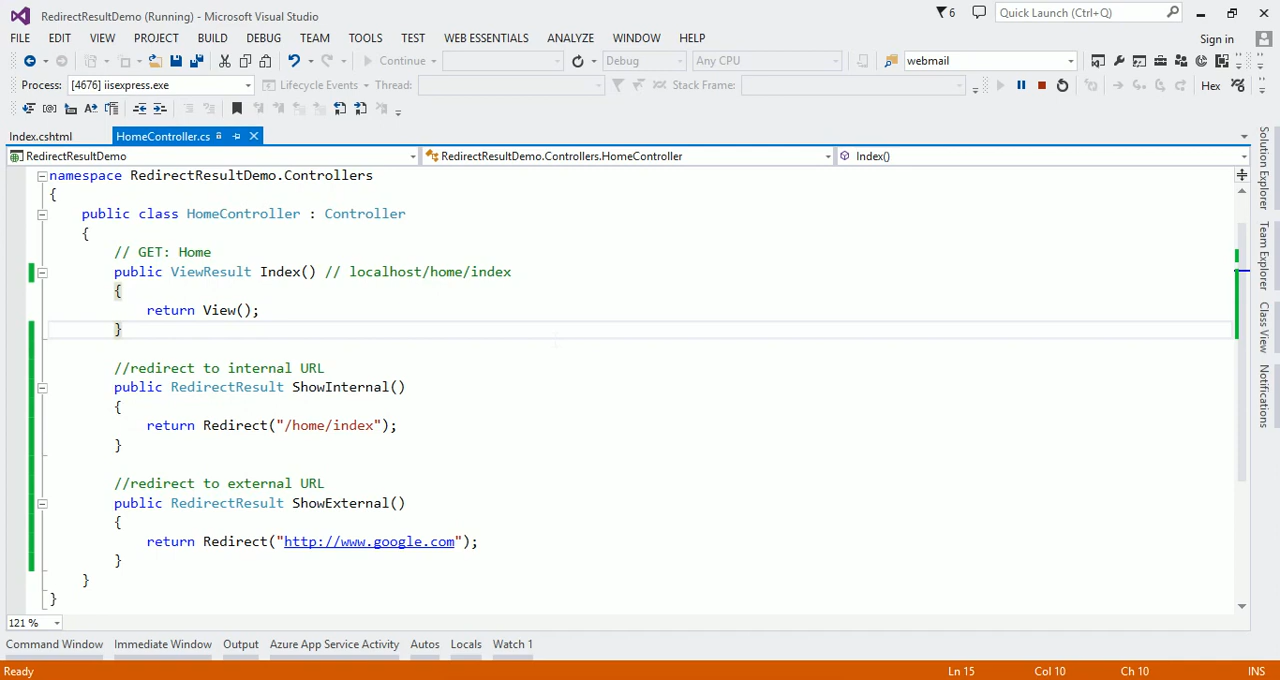 RedirectResultDemo (Running) - Microsoft Visual Studio
6
Quick Launch (Ctrl+Q)
FILE EDIT VIEW PROJECT BUILD DEBUG TEAM TOOLS TEST WEB ESSENTIALS ANALYZE WINDOW HELP
Sign in
Continue Debug Any CPU webmail
Process: [4676] iisexpress.exe Lifecycle Events Thread: Stack Frame: Hex
Index.cshtml HomeController.cs
RedirectResultDemo RedirectResultDemo.Controllers.HomeController Index()
namespace RedirectResultDemo.Controllers
{
public class HomeController : Controller
{
// GET: Home
public ViewResult Index() // localhost/home/index
{
return View();
}
//redirect to internal URL
public RedirectResult ShowInternal()
{
return Redirect("/home/index");
}
//redirect to external URL
public RedirectResult ShowExternal()
{
return Redirect("http://www.google.com");
}
}
}
Solution Explorer
Team Explorer
Class View
Notifications
121 %
Command Window Immediate Window Output Azure App Service Activity Autos Locals Watch 1
Ready Ln 15 Col 10 Ch 10 INS